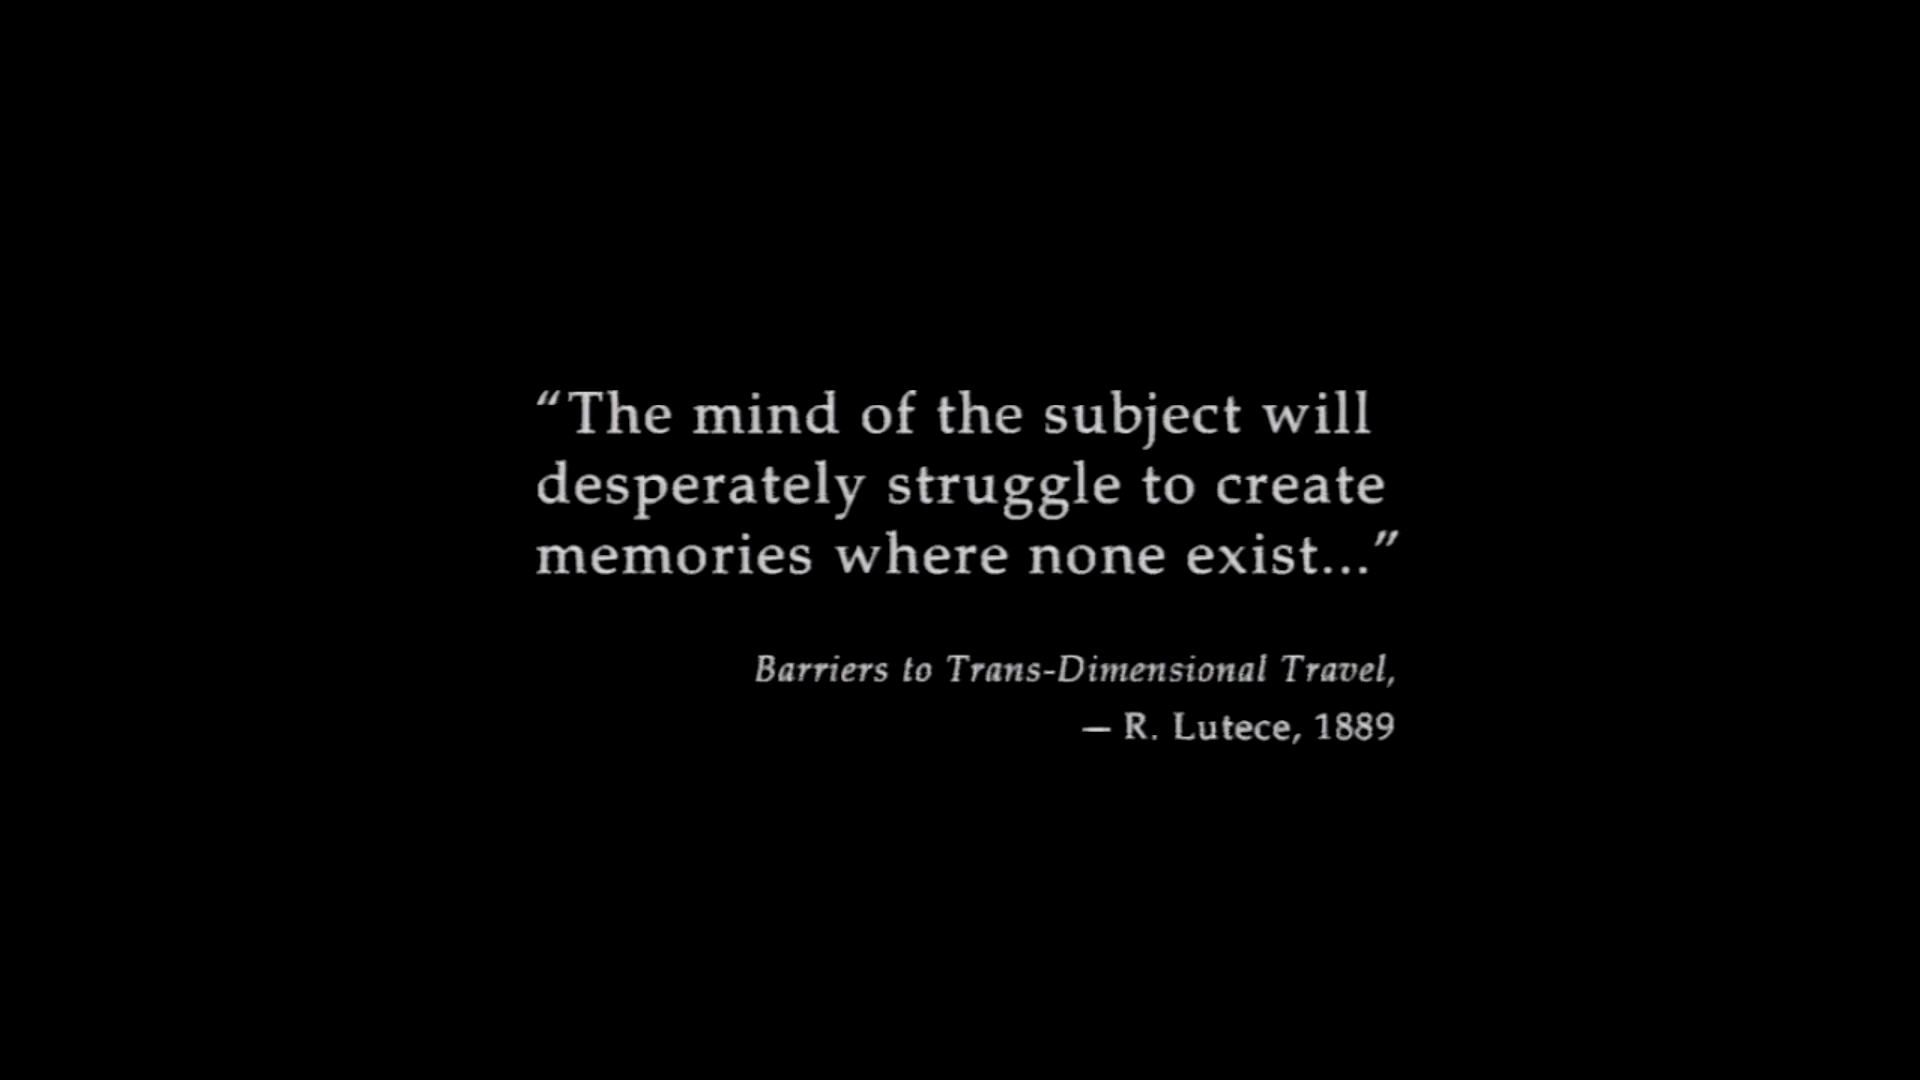 “The mind of the subject will
desperately struggle to create
memories where none exist...”
Barriers to Trans-Dimensional Travel,
— R. Lutece, 1889